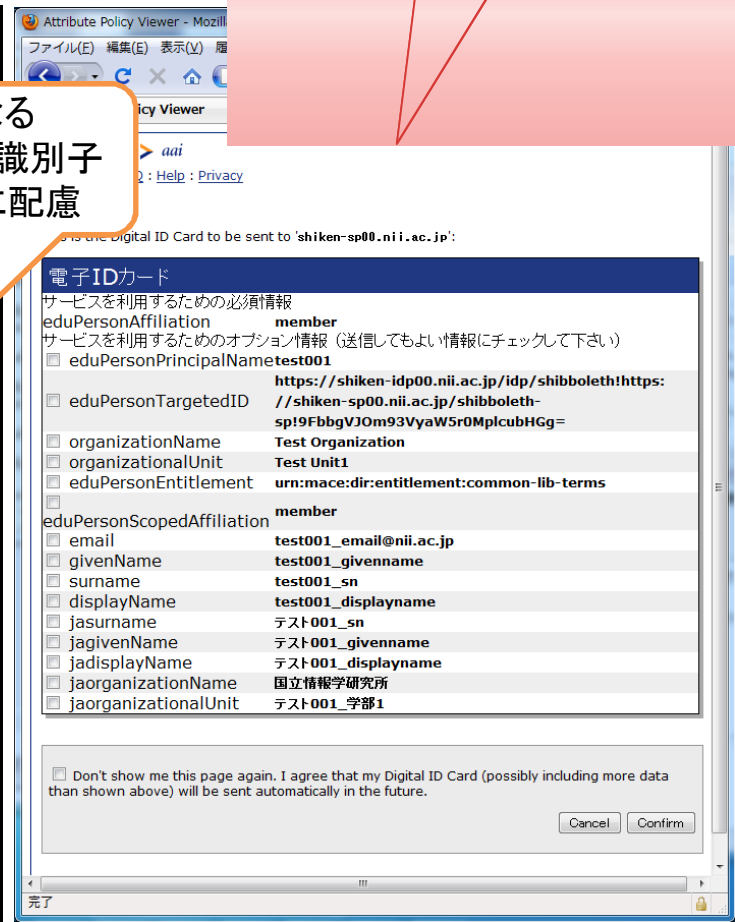 Attribute Policy Viewer - Mozill
ファイル(F) 編集(E) 表示(V) 履
icy Viewer
なる
識別子
に配慮
aai
: Help : Privacy
is the Digital ID Card to be sent to 'shiken-sp00.nii.ac.jp':
電子IDカード
サービスを利用するための必須情報
eduPersonAffiliation member
サービスを利用するためのオプション情報（送信してもよい情報にチェックして下さい）
eduPersonPrincipalName test001
eduPersonTargetedID https://shiken-idp00.nii.ac.jp/idp/shibboleth!https:
//shiken-sp00.nii.ac.jp/shibboleth-
sp!9FbbgVJOm93VyaW5r0MplcubHGg=
organizationName Test Organization
organizationalUnit Test Unit1
eduPersonEntitlement urn:mace:dir:entitlement:common-lib-terms
eduPersonScopedAffiliation member
email test001_email@nii.ac.jp
givenName test001_givenname
surname test001_sn
displayName test001_displayname
jasurname テスト001_sn
jagivenName テスト001_givenname
jadisplayName テスト001_displayname
jaorganizationName 国立情報学研究所
jaorganizationalUnit テスト001_学部1
Don't show me this page again. I agree that my Digital ID Card (possibly including more data
than shown above) will be sent automatically in the future.
Cancel Confirm
完了